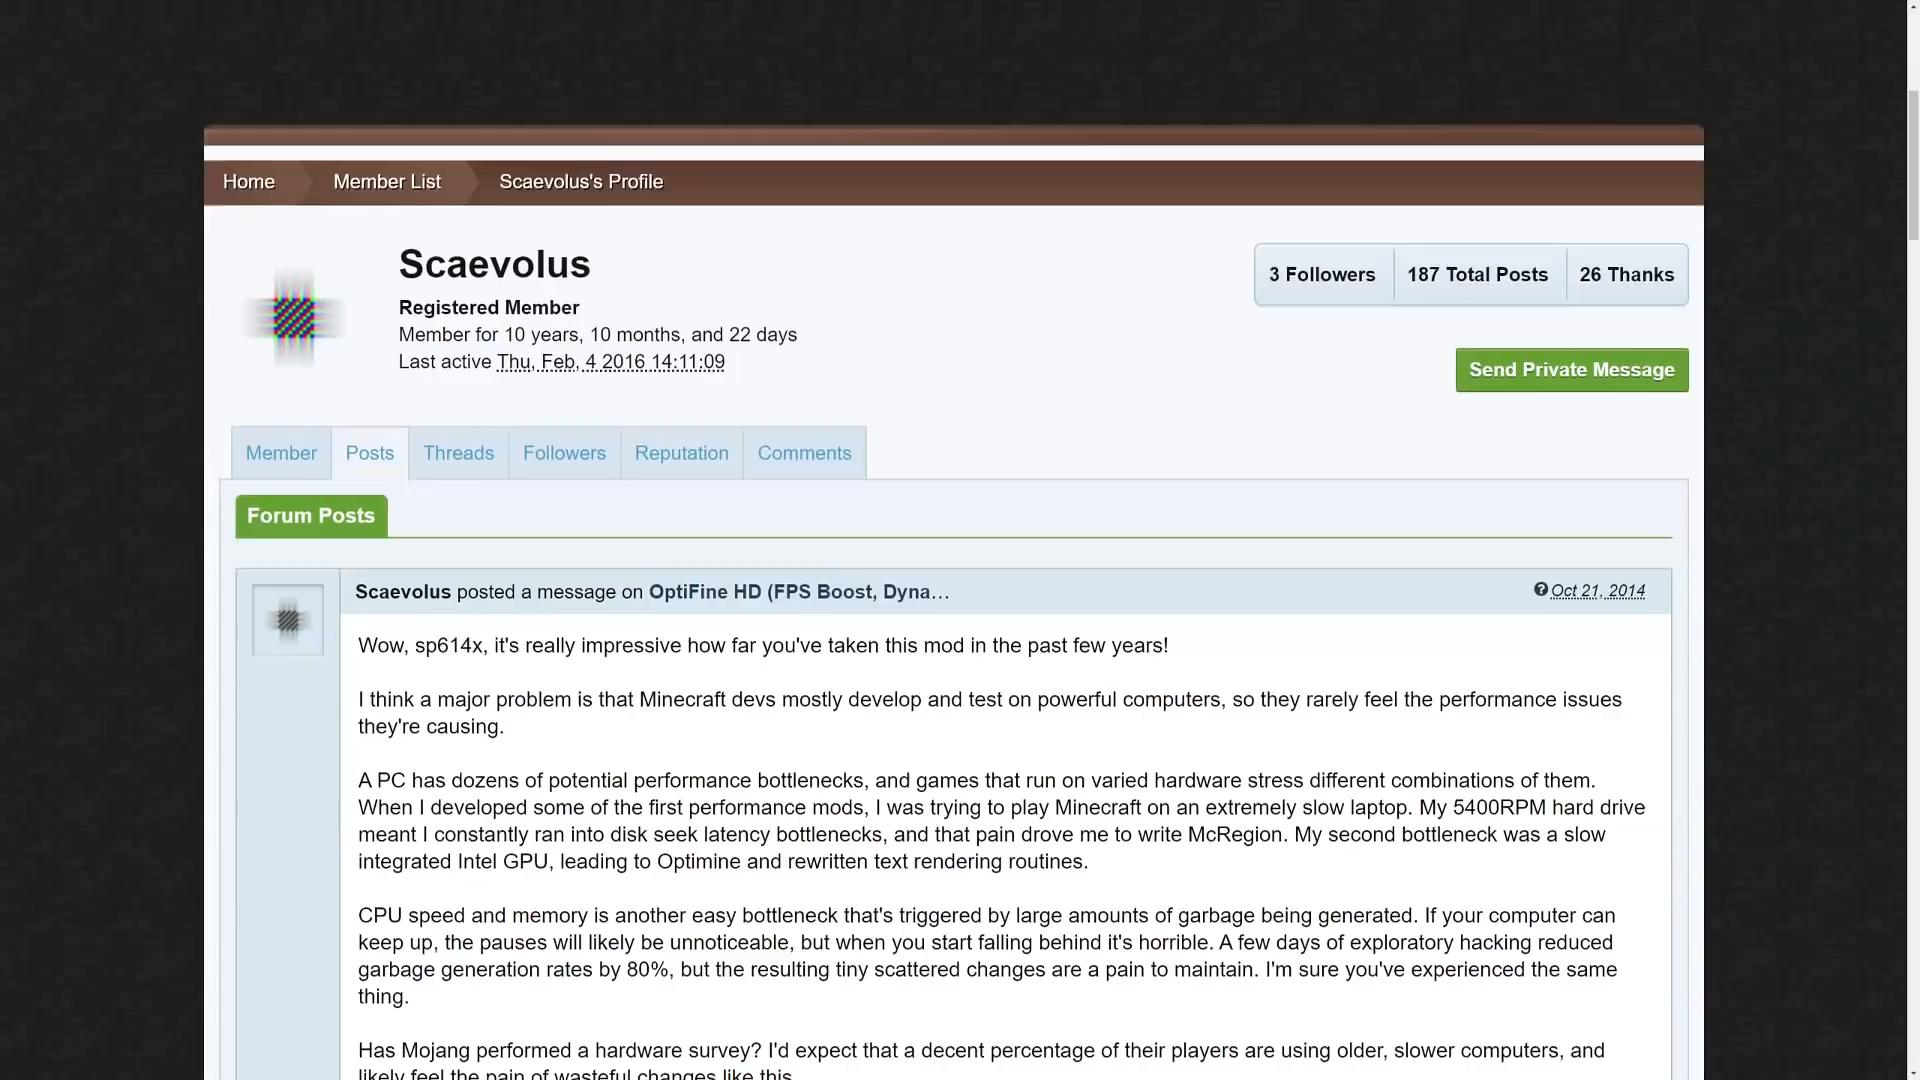 Home
Member List
Scaevolus's Profile
Scaevolus
Registered Member
Member for 10 years, 10 months, and 22 days
Last active Thu, Feb, 4 2016 14:11:09
3 Followers
187 Total Posts
26 Thanks
Send Private Message
Member
Posts
Threads
Followers
Reputation
Comments
Forum Posts
Scaevolus posted a message on OptiFine HD (FPS Boost, Dyna…
Oct 21, 2014
Wow, sp614x, it's really impressive how far you've taken this mod in the past few years!
I think a major problem is that Minecraft devs mostly develop and test on powerful computers, so they rarely feel the performance issues
they're causing.
A PC has dozens of potential performance bottlenecks, and games that run on varied hardware stress different combinations of them.
When I developed some of the first performance mods, I was trying to play Minecraft on an extremely slow laptop. My 5400RPM hard drive
meant I constantly ran into disk seek latency bottlenecks, and that pain drove me to write McRegion. My second bottleneck was a slow
integrated Intel GPU, leading to Optimine and rewritten text rendering routines.
CPU speed and memory is another easy bottleneck that's triggered by large amounts of garbage being generated. If your computer can
keep up, the pauses will likely be unnoticeable, but when you start falling behind it's horrible. A few days of exploratory hacking reduced
garbage generation rates by 80%, but the resulting tiny scattered changes are a pain to maintain. I'm sure you've experienced the same
thing.
Has Mojang performed a hardware survey? I'd expect that a decent percentage of their players are using older, slower computers, and
likely feel the pain of wasteful changes like this.